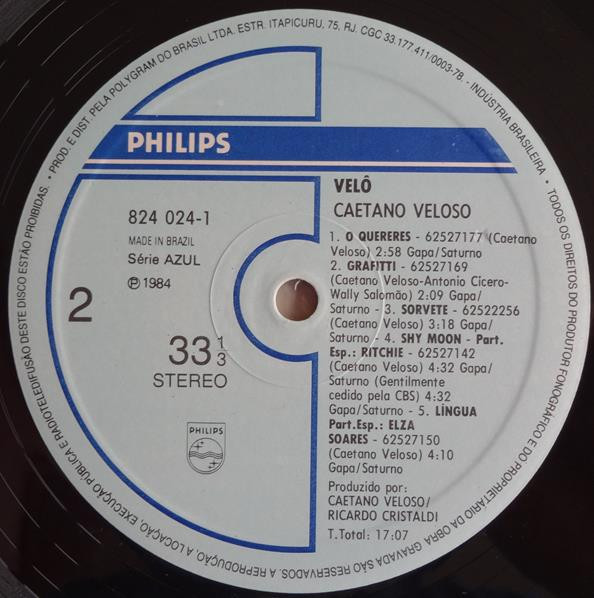 PROD. E DIST. PELA POLYGRAM DO BRASIL LTDA. ESTR. ITAPICURU, 75, RJ. CGC 33.177.411/0003-78. - INDÚSTRIA BRASILEIRA • TODOS OS DIREITOS DO PRODUTOR FONOGRÁFICO E DO PROPRIETÁRIO DA OBRA GRAVADA SÃO RESERVADOS. A REPRODUÇÃO, A LOCAÇÃO, EXECUÇÃO PÚBLICA E RADIOTELEDIFUSÃO DESTE DISCO ESTÃO PROIBIDAS. •
PHILIPS
824 024-1
MADE IN BRAZIL
Série AZUL
℗ 1984
2
33 1/3
STEREO
PHILIPS
VELÔ
CAETANO VELOSO
1. O QUERERES - 62527177 (Caetano
Veloso) 2:58 Gapa/Saturno
2. GRAFITTI - 62527169
(Caetano Veloso-Antonio Cicero-
Wally Salomão) 2:09 Gapa/
Saturno - 3. SORVETE - 62522256
(Caetano Veloso) 3:18 Gapa/
Saturno - 4. SHY MOON - Part.
Esp.: RITCHIE - 62527142
(Caetano Veloso) 4:32 Gapa/
Saturno (Gentilmente
cedido pela CBS) 4:32
Gapa/Saturno - 5. LÍNGUA
Part.Esp.: ELZA
SOARES - 62527150
(Caetano Veloso) 4:10
Gapa/Saturno
Produzido por:
CAETANO VELOSO/
RICARDO CRISTALDI
T.Total: 17:07